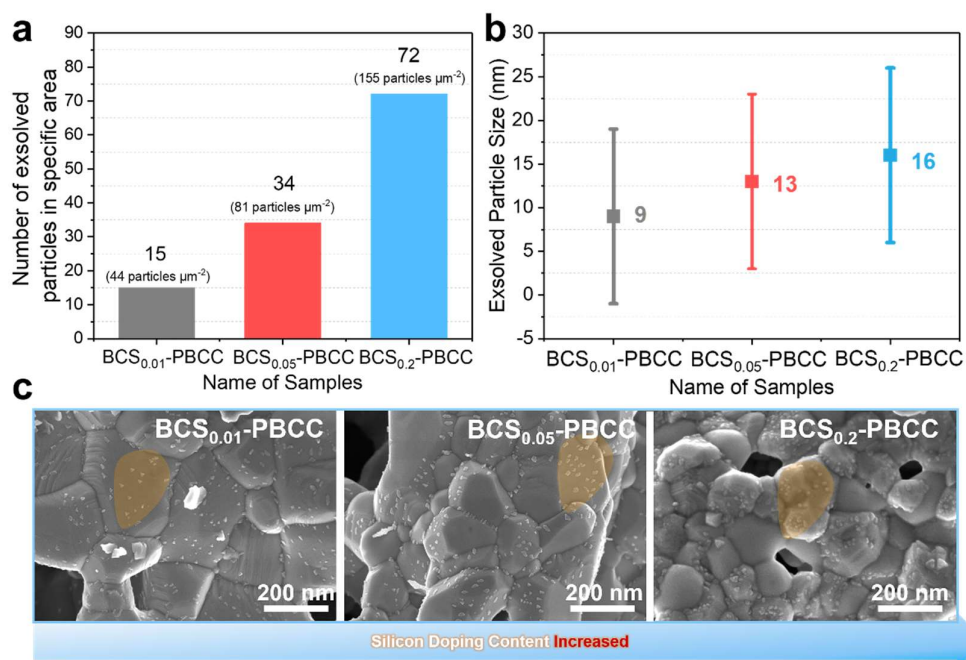 a
Number of exsolved
particles in specific area
90
80
70
60
50
40
30
20
10
0
15
(44 particles μm⁻²)
34
(81 particles μm⁻²)
72
(155 particles μm⁻²)
BCS₀.₀₁-PBCC
BCS₀.₀₅-PBCC
BCS₀.₂-PBCC
Name of Samples
b
Exsolved Particle Size (nm)
30
25
20
15
10
5
0
-5
9
13
16
BCS₀.₀₁-PBCC
BCS₀.₀₅-PBCC
BCS₀.₂-PBCC
Name of Samples
c
BCS₀.₀₁-PBCC
200 nm
BCS₀.₀₅-PBCC
200 nm
BCS₀.₂-PBCC
200 nm
Silicon Doping Content Increased